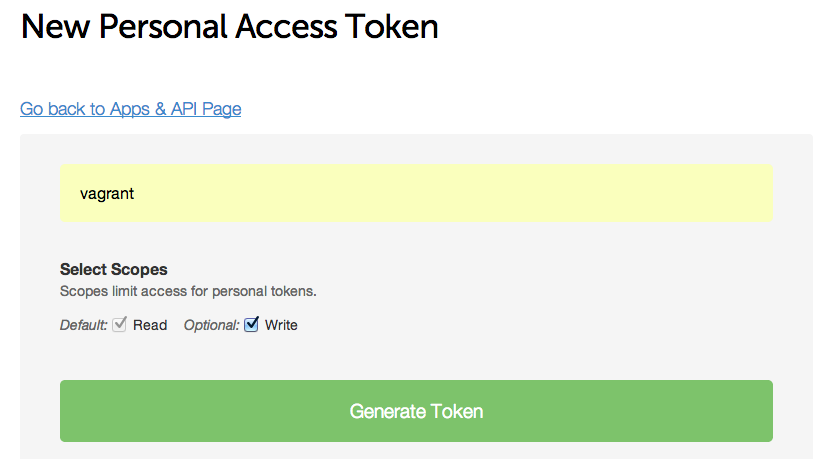 New Personal Access Token
Go back to Apps & API Page
vagrant
Select Scopes
Scopes limit access for personal tokens.
Default: Read Optional: Write
Generate Token